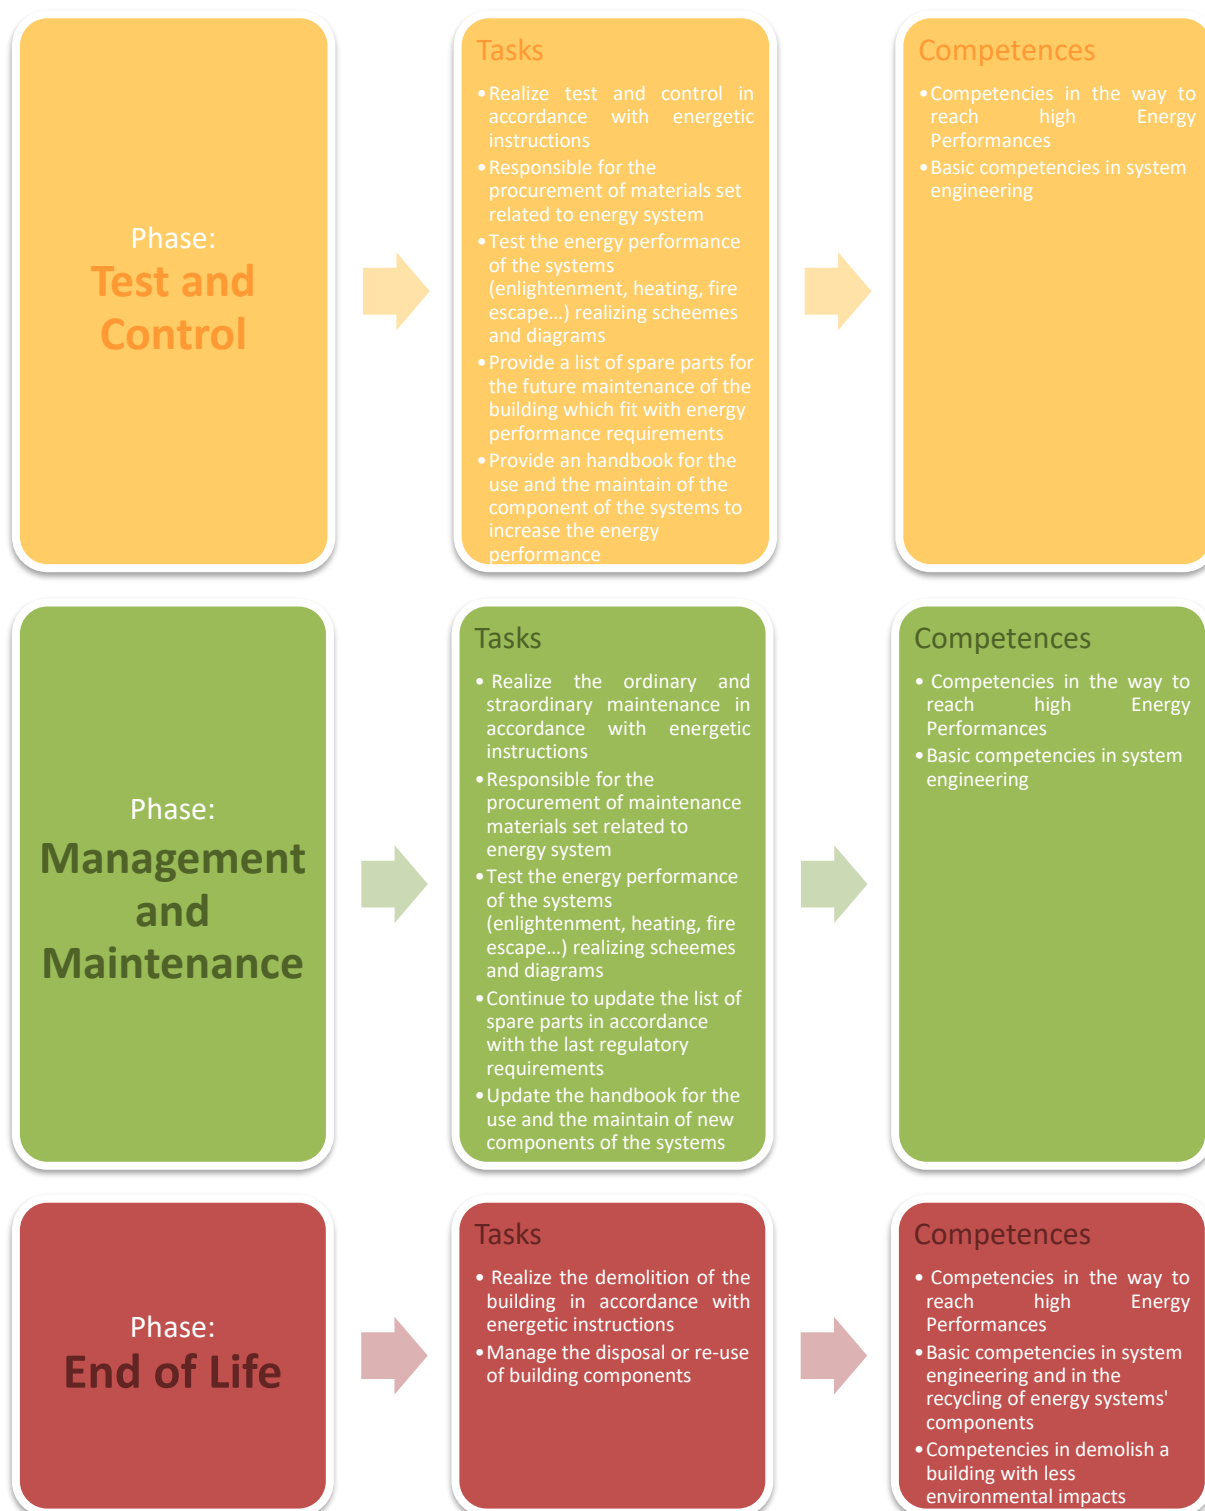 Phase:
Test and
Control
Tasks
•Realize test and control in
accordance with energetic
instructions
•Responsible for the
procurement of materials set
related to energy system
•Test the energy performance
of the systems
(enlightenment, heating, fire
escape...) realizing scheemes
and diagrams
•Provide a list of spare parts for
the future maintenance of the
building which fit with energy
performance requirements
•Provide an handbook for the
use and the maintain of the
component of the systems to
increase the energy
performance
Competences
•Competencies in the way to
reach high Energy
Performances
•Basic competencies in system
engineering
Phase:
Management
and
Maintenance
Tasks
• Realize the ordinary and
straordinary maintenance in
accordance with energetic
instructions
•Responsible for the
procurement of maintenance
materials set related to
energy system
•Test the energy performance
of the systems
(enlightenment, heating, fire
escape...) realizing scheemes
and diagrams
•Continue to update the list of
spare parts in accordance
with the last regulatory
requirements
•Update the handbook for the
use and the maintain of new
components of the systems
Competences
• Competencies in the way to
reach high Energy
Performances
•Basic competencies in system
engineering
Phase:
End of Life
Tasks
• Realize the demolition of the
building in accordance with
energetic instructions
•Manage the disposal or re-use
of building components
Competences
• Competencies in the way to
reach high Energy
Performances
•Basic competencies in system
engineering and in the
recycling of energy systems'
components
•Competencies in demolish a
building with less
environmental impacts